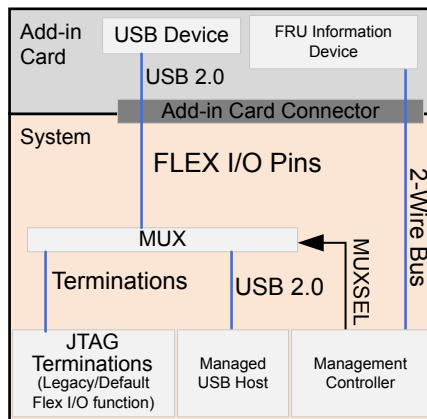 Add-in
Card
USB Device
FRU Information
Device
USB 2.0
Add-in Card Connector
System
FLEX I/O Pins
2-Wire Bus
MUX
MUXSEL
Terminations
USB 2.0
JTAG
Terminations
(Legacy/Default
Flex I/O function)
Managed
USB Host
Management
Controller